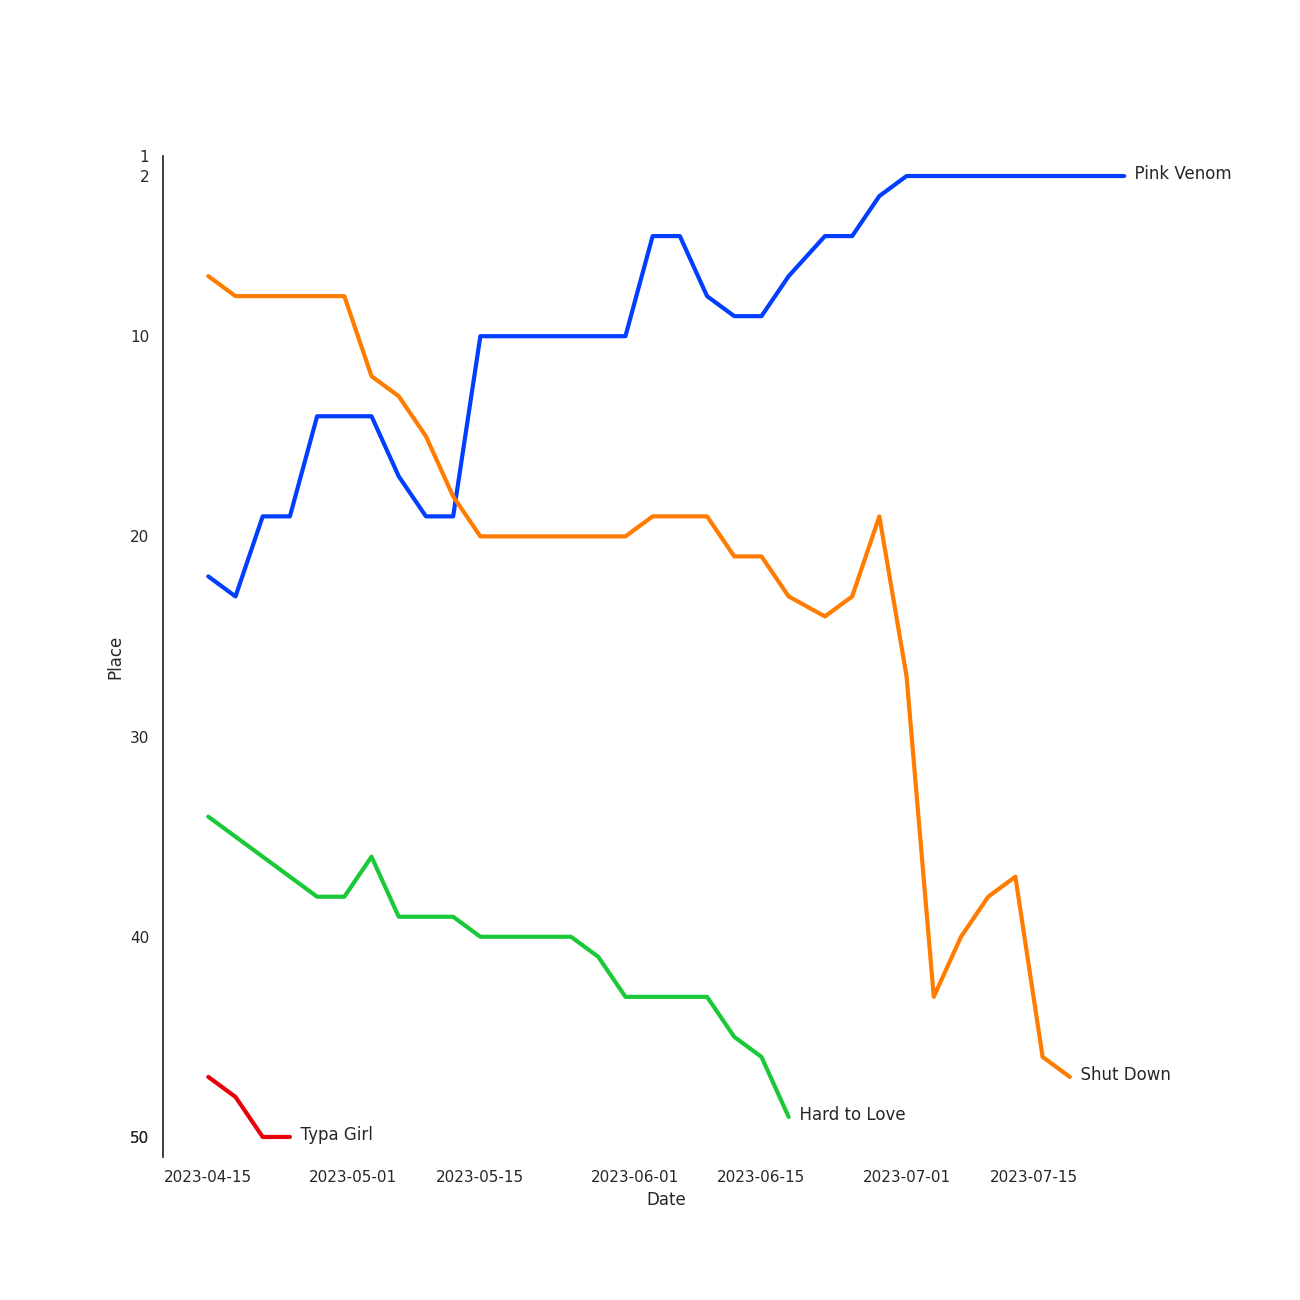 1
2
10
20
30
40
50
Place
Pink Venom
Shut Down
Hard to Love
Typa Girl
2023-04-15
2023-05-01
2023-05-15
2023-06-01
2023-06-15
2023-07-01
2023-07-15
Date